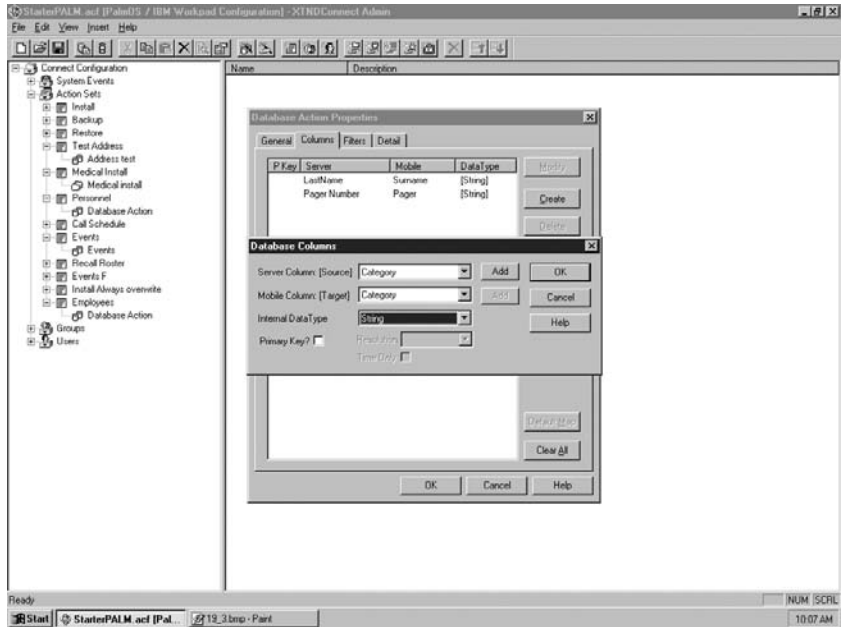 StarterPALM.acf [PalmOS / IBM Workpad Configuration] - XTNDConnect Admin
File Edit View Insert Help
Connect Configuration
System Events
Action Sets
Install
Backup
Restore
Test Address
Address test
Medical Install
Medical install
Personnel
Database Action
Call Schedule
Events
Events
Recall Roster
Events F
Install Always overwrite
Employees
Database Action
Groups
Users
Name Description
Database Action Properties
General Columns Filters Detail
P Key Server Mobile DataType
LastName Surname [String]
Pager Number Pager [String]
Modify
Create
Delete
Database Columns
Server Column: [Source] Category Add OK
Mobile Column: [Target] Category Add Cancel
Internal DataType String Help
Primary Key? Resolution
Time Only
Default Map
Clear All
OK Cancel Help
Ready NUM SCRL
Start StarterPALM.acf [Pal... 19_3.bmp - Paint 10:07 AM